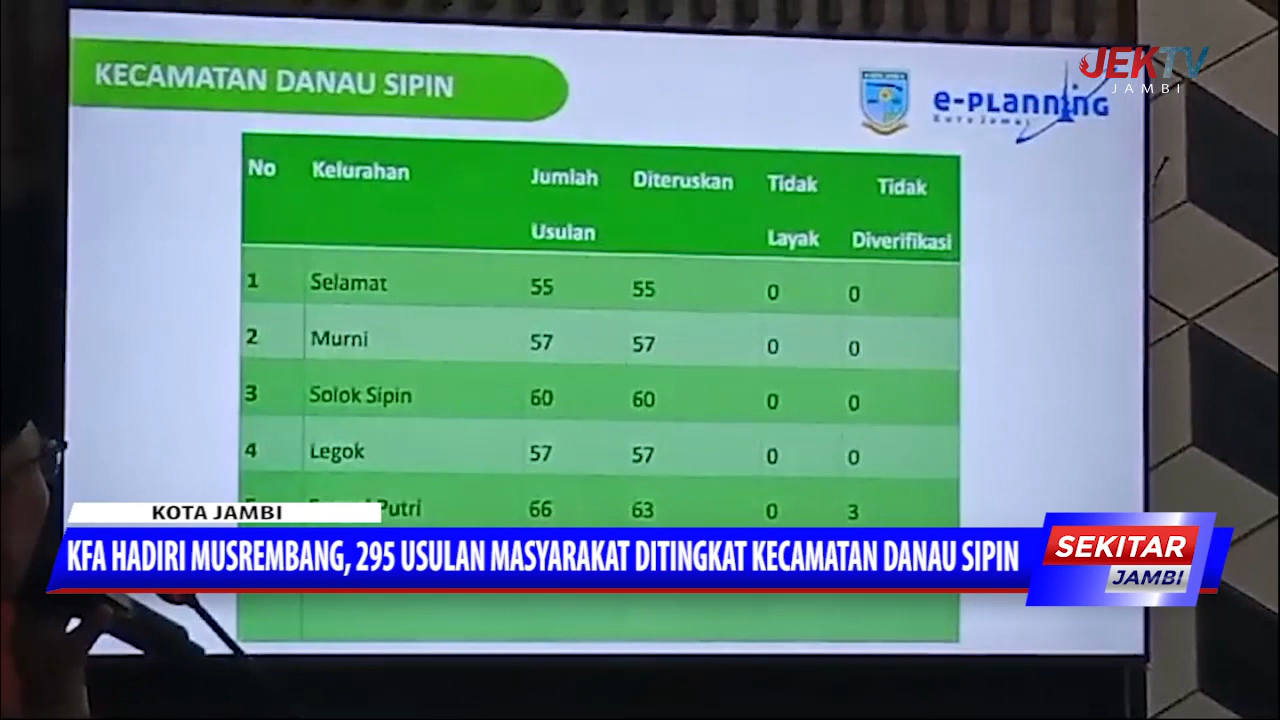 JEKTV
JAMBI
KECAMATAN DANAU SIPIN
e-PLANNING
Kota Jambi
No Kelurahan Jumlah Usulan Diteruskan Tidak Layak Tidak Diverifikasi
1 Selamat 55 55 0 0
2 Murni 57 57 0 0
3 Solok Sipin 60 60 0 0
4 Legok 57 57 0 0
Putri 66 63 0 3
KOTA JAMBI
KFA HADIRI MUSREMBANG, 295 USULAN MASYARAKAT DITINGKAT KECAMATAN DANAU SIPIN
SEKITAR
JAMBI